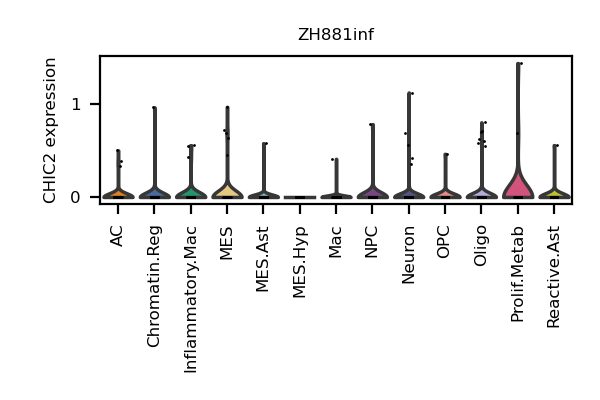 ZH881inf
CHIC2 expression
1
0
AC
Chromatin.Reg
Inflammatory.Mac
MES
MES.Ast
MES.Hyp
Mac
NPC
Neuron
OPC
Oligo
Prolif.Metab
Reactive.Ast